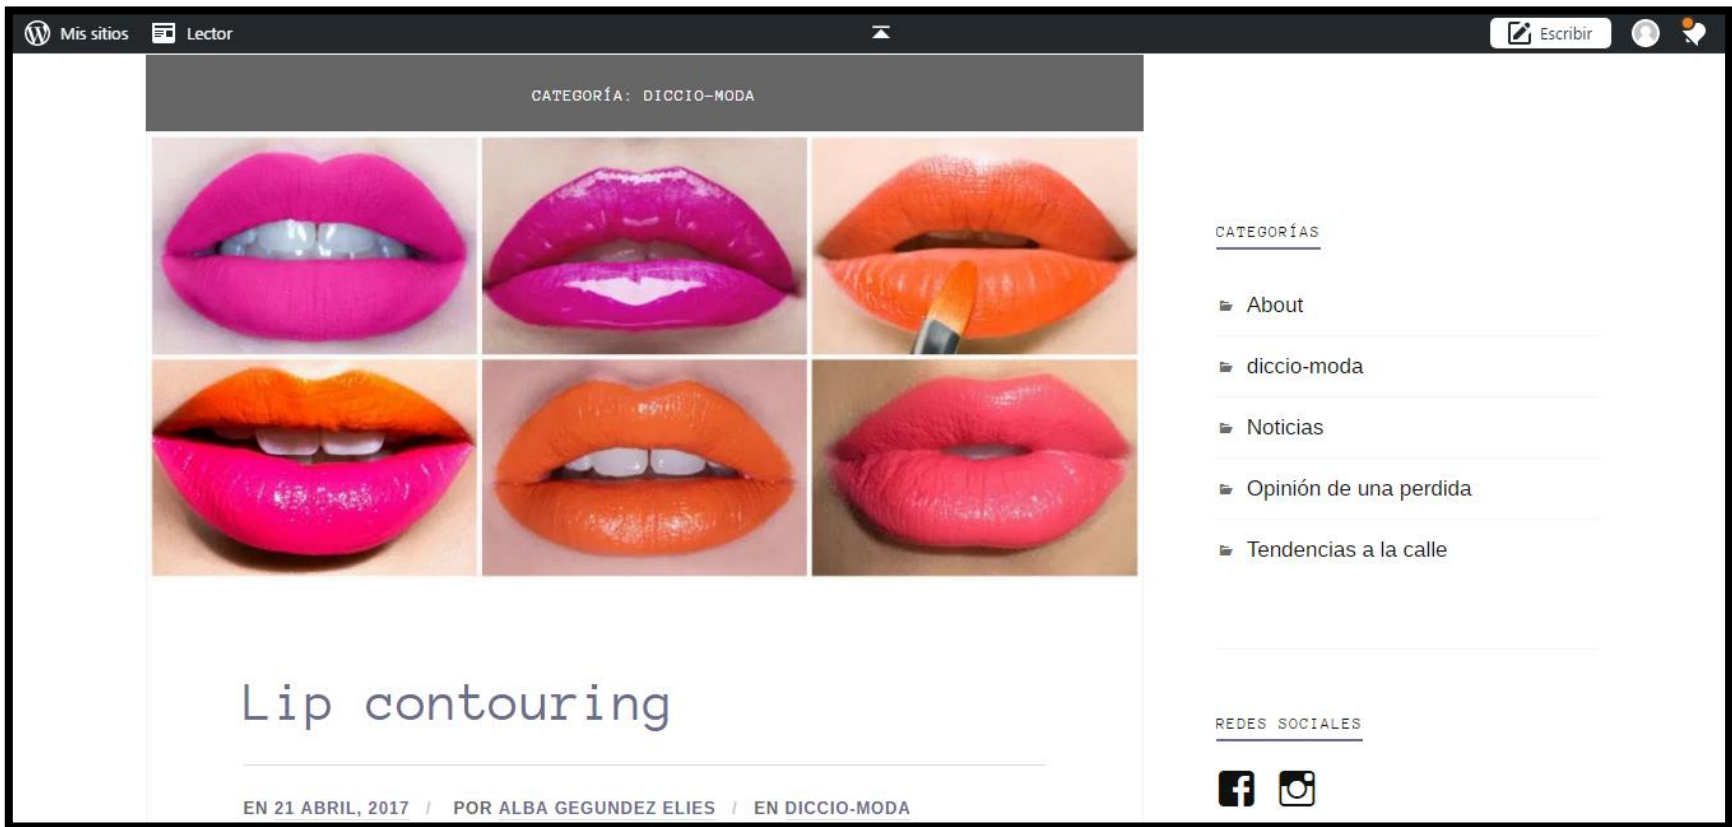 Mis sitios Lector Escribir
CATEGORÍA: DICCIO-MODA
CATEGORÍAS
About
diccio-moda
Noticias
Opinión de una perdida
Tendencias a la calle
Lip contouring
EN 21 ABRIL, 2017 / POR ALBA GEGUNDEZ ELIES / EN DICCIO-MODA
REDES SOCIALES